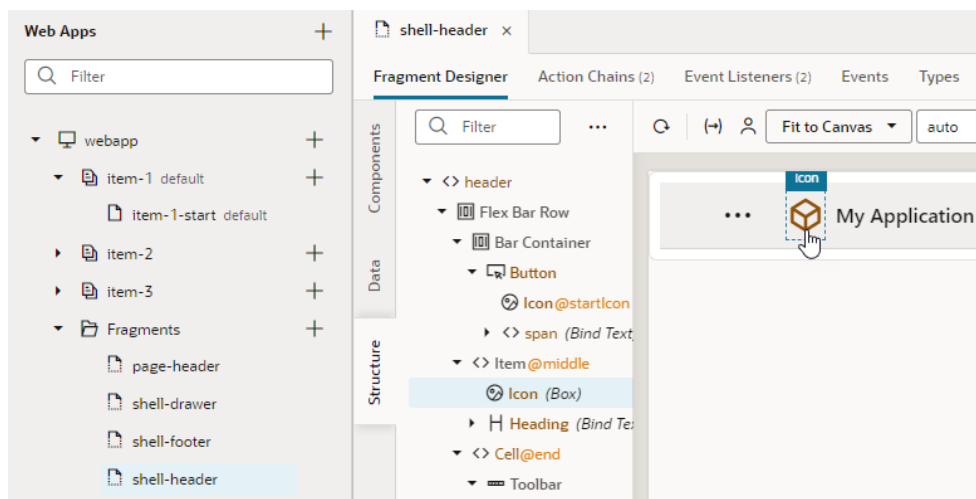 Web Apps
Filter
webapp
item-1 default
item-1-start default
item-2
item-3
Fragments
page-header
shell-drawer
shell-footer
shell-header
shell-header
Fragment Designer Action Chains (2) Event Listeners (2) Events Types
Components
Data
Structure
Filter
header
Flex Bar Row
Bar Container
Button
Icon@startIcon
span (Bind Text
Item@middle
Icon (Box)
Heading (Bind Te
Cell@end
Toolbar
Fit to Canvas auto
Icon
My Application